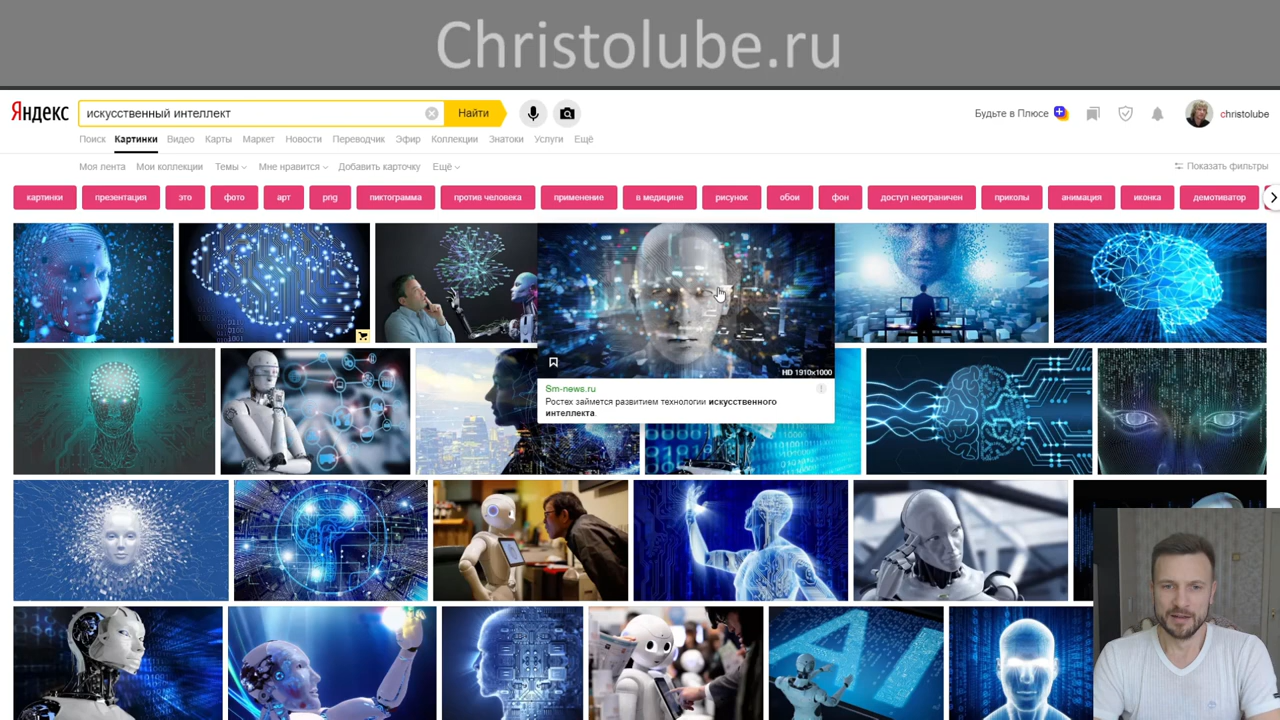 Christolube.ru
Яндекс
искусственный интеллект
Найти
Будьте в Плюсе
christolube
Поиск Картинки Видео Карты Маркет Новости Переводчик Эфир Коллекции Знатоки Услуги Ещё
Моя лента Мои коллекции Темы Мне нравится Добавить карточку Ещё
Показать фильтры
картинки презентация это фото арт png пиктограмма против человека применение в медицине рисунок обои фон доступ неограничен приколы анимация иконка демотиватор
HD 1910×1000
Sm-news.ru
Ростех займется развитием технологии искусственного
интеллекта.
AI